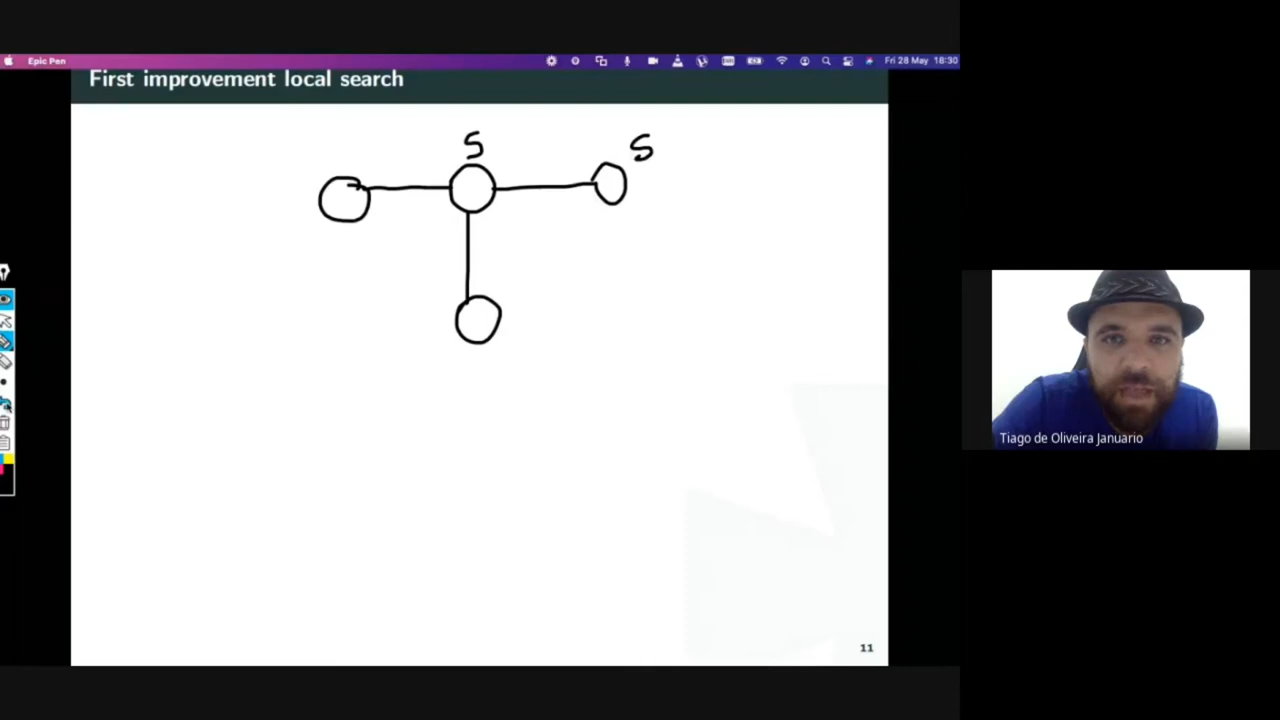 Epic Pen
Fri 28 May 18:30
First improvement local search
S
S
Tiago de Oliveira Januario
11